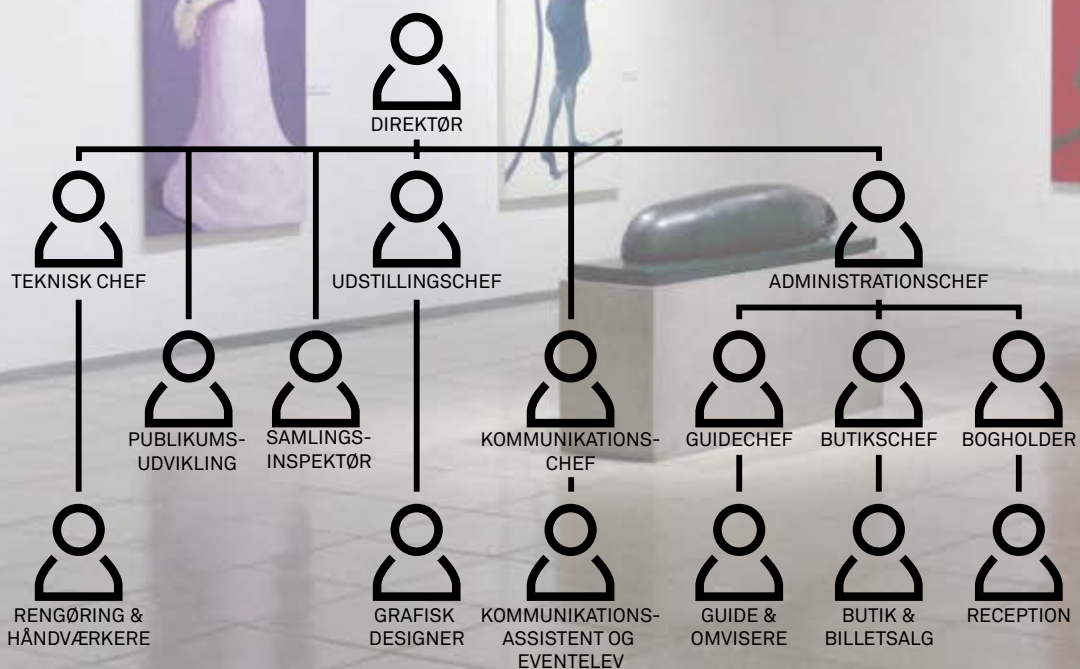 DIREKTØR
TEKNISK CHEF
UDSTILLINGSCHEF
ADMINISTRATIONSCHEF
PUBLIKUMS-
UDVIKLING
SAMLINGS-
INSPEKTØR
KOMMUNIKATIONS-
CHEF
GUIDECHEF
BUTIKSCHEF
BOGHOLDER
RENGØRING &
HÅNDVÆRKERE
GRAFISK
DESIGNER
KOMMUNIKATIONS-
ASSISTENT OG
EVENTELEV
GUIDE &
OMVISERE
BUTIK &
BILLETSALG
RECEPTION